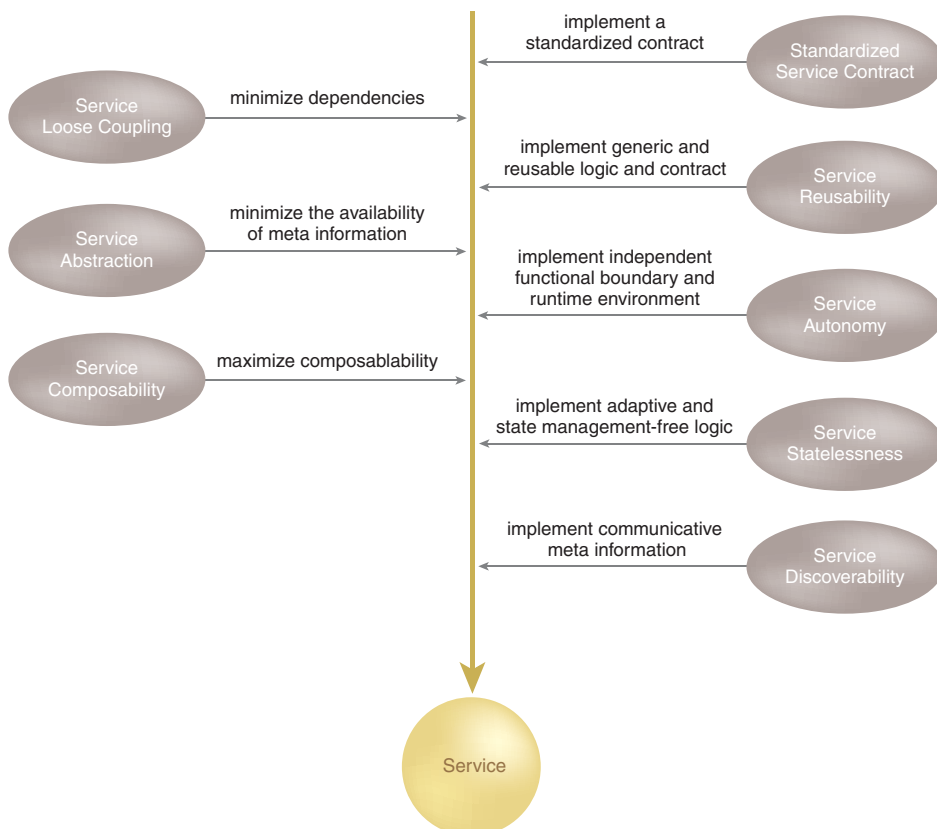 implement a
standardized contract
Standardized
Service Contract
Service
Loose Coupling
minimize dependencies
implement generic and
reusable logic and contract
Service
Reusability
Service
Abstraction
minimize the availability
of meta information
implement independent
functional boundary and
runtime environment
Service
Autonomy
Service
Composability
maximize composablability
implement adaptive and
state management-free logic
Service
Statelessness
implement communicative
meta information
Service
Discoverability
Service